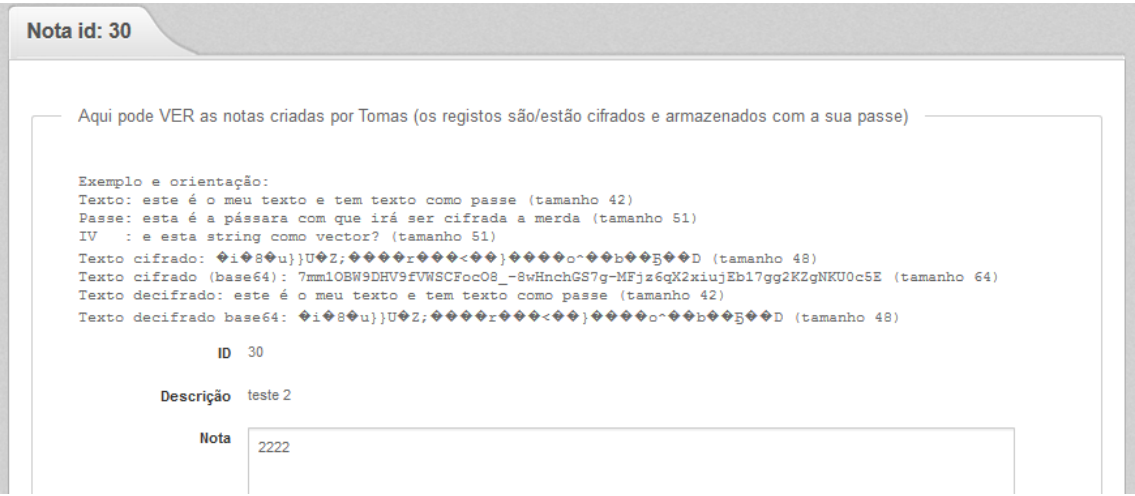 Nota id: 30
Aqui pode VER as notas criadas por Tomas (os registos são/estão cifrados e armazenados com a sua passe)
Exemplo e orientação:
Texto: este é o meu texto e tem texto como passe (tamanho 42)
Passe: esta é a pássara com que irá ser cifrada a merda (tamanho 51)
IV   : e esta string como vector? (tamanho 51)
Texto cifrado: �i�8�u}}U�Z;����r���<��}����o^��b��Ҕ��D (tamanho 48)
Texto cifrado (base64): 7mm1OBW9DHV9fVWSCFocO8_-8wHnchGS7g-MFjz6qX2xiujEb17gg2KZgNKU0c5E (tamanho 64)
Texto decifrado: este é o meu texto e tem texto como passe (tamanho 42)
Texto decifrado base64: �i�8�u}}U�Z;����r���<��}����o^��b��Ҕ��D (tamanho 48)
ID 30
Descrição teste 2
Nota 2222